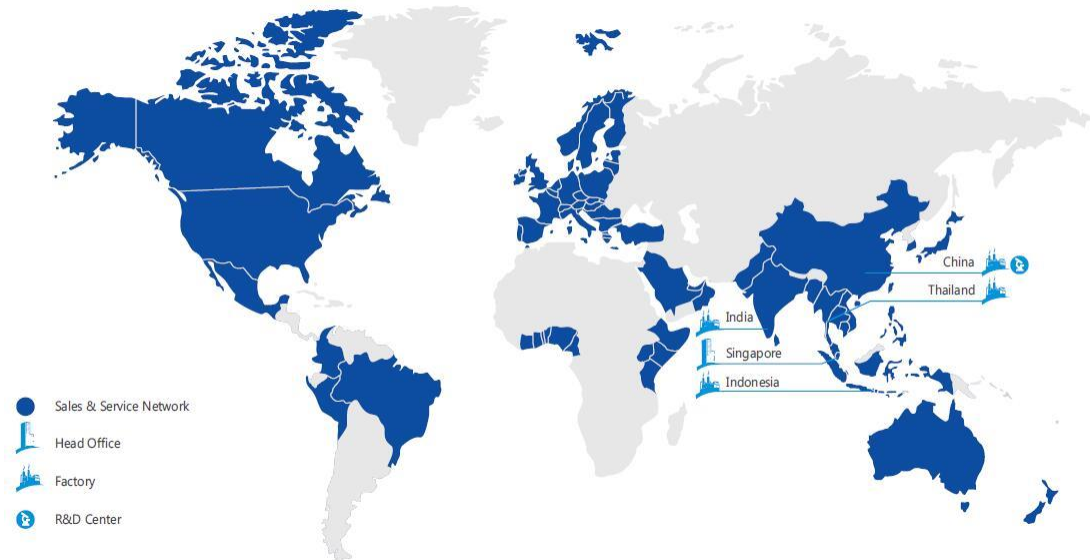 China
Thailand
India
Singapore
Indonesia
Sales & Service Network
Head Office
Factory
R&D Center